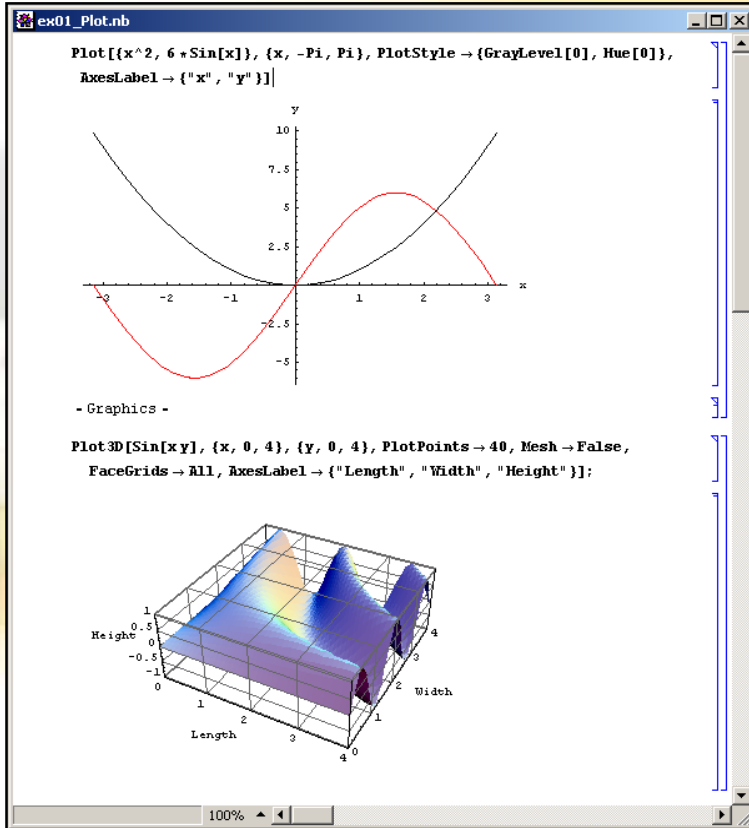 ex01_Plot.nb
Plot[{x^2, 6*Sin[x]}, {x, -Pi, Pi}, PlotStyle→{GrayLevel[0], Hue[0]},
AxesLabel→{"x", "y"}]
y
10
7.5
5
2.5
-3 -2 -1 1 2 3 x
-2.5
-5
- Graphics -
Plot3D[Sin[x y], {x, 0, 4}, {y, 0, 4}, PlotPoints→40, Mesh→False,
FaceGrids→All, AxesLabel→{"Length", "Width", "Height"}];
1
0.5
Height 0
-0.5
-1
0
1
2
3
4
Length
0
1
2
3
4
Width
100%